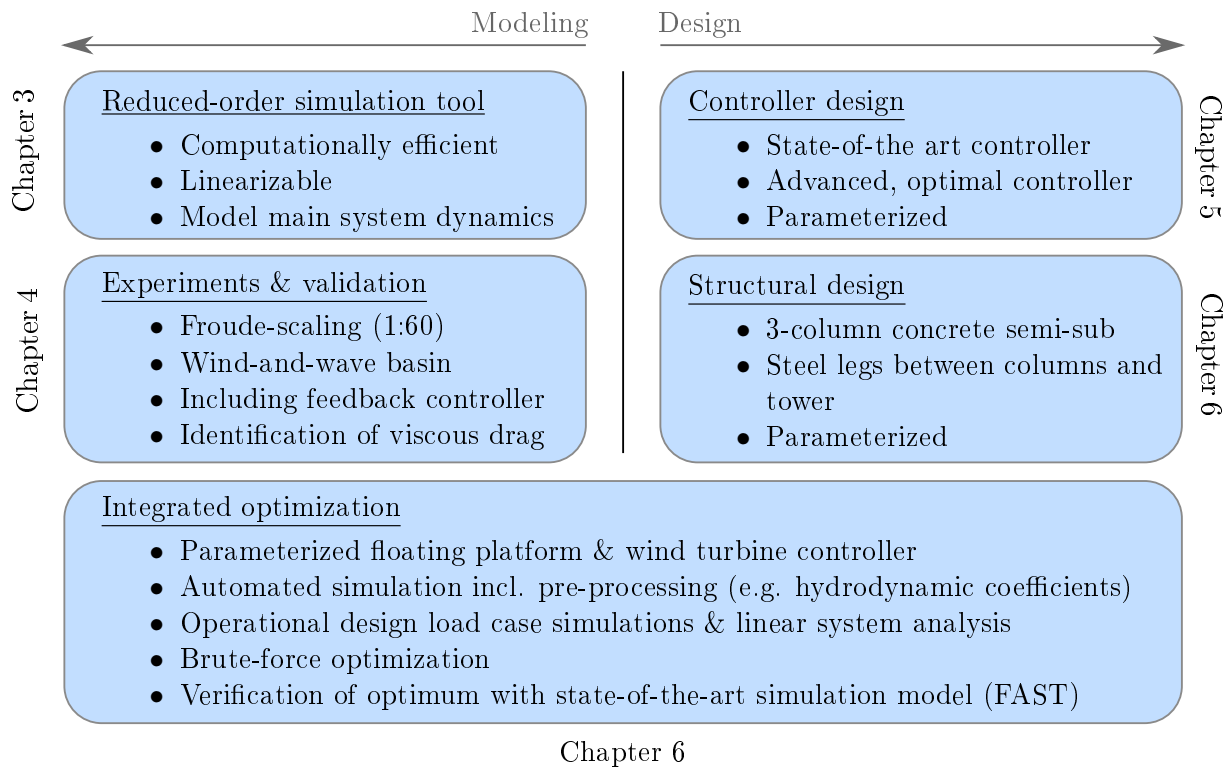 Modeling
Design
Chapter 3
Reduced-order simulation tool
• Computationally efficient
• Linearizable
• Model main system dynamics
Controller design
• State-of-the art controller
• Advanced, optimal controller
• Parameterized
Chapter 5
Chapter 4
Experiments & validation
• Froude-scaling (1:60)
• Wind-and-wave basin
• Including feedback controller
• Identification of viscous drag
Structural design
• 3-column concrete semi-sub
• Steel legs between columns and
tower
• Parameterized
Chapter 6
Integrated optimization
• Parameterized floating platform & wind turbine controller
• Automated simulation incl. pre-processing (e.g. hydrodynamic coefficients)
• Operational design load case simulations & linear system analysis
• Brute-force optimization
• Verification of optimum with state-of-the-art simulation model (FAST)
Chapter 6